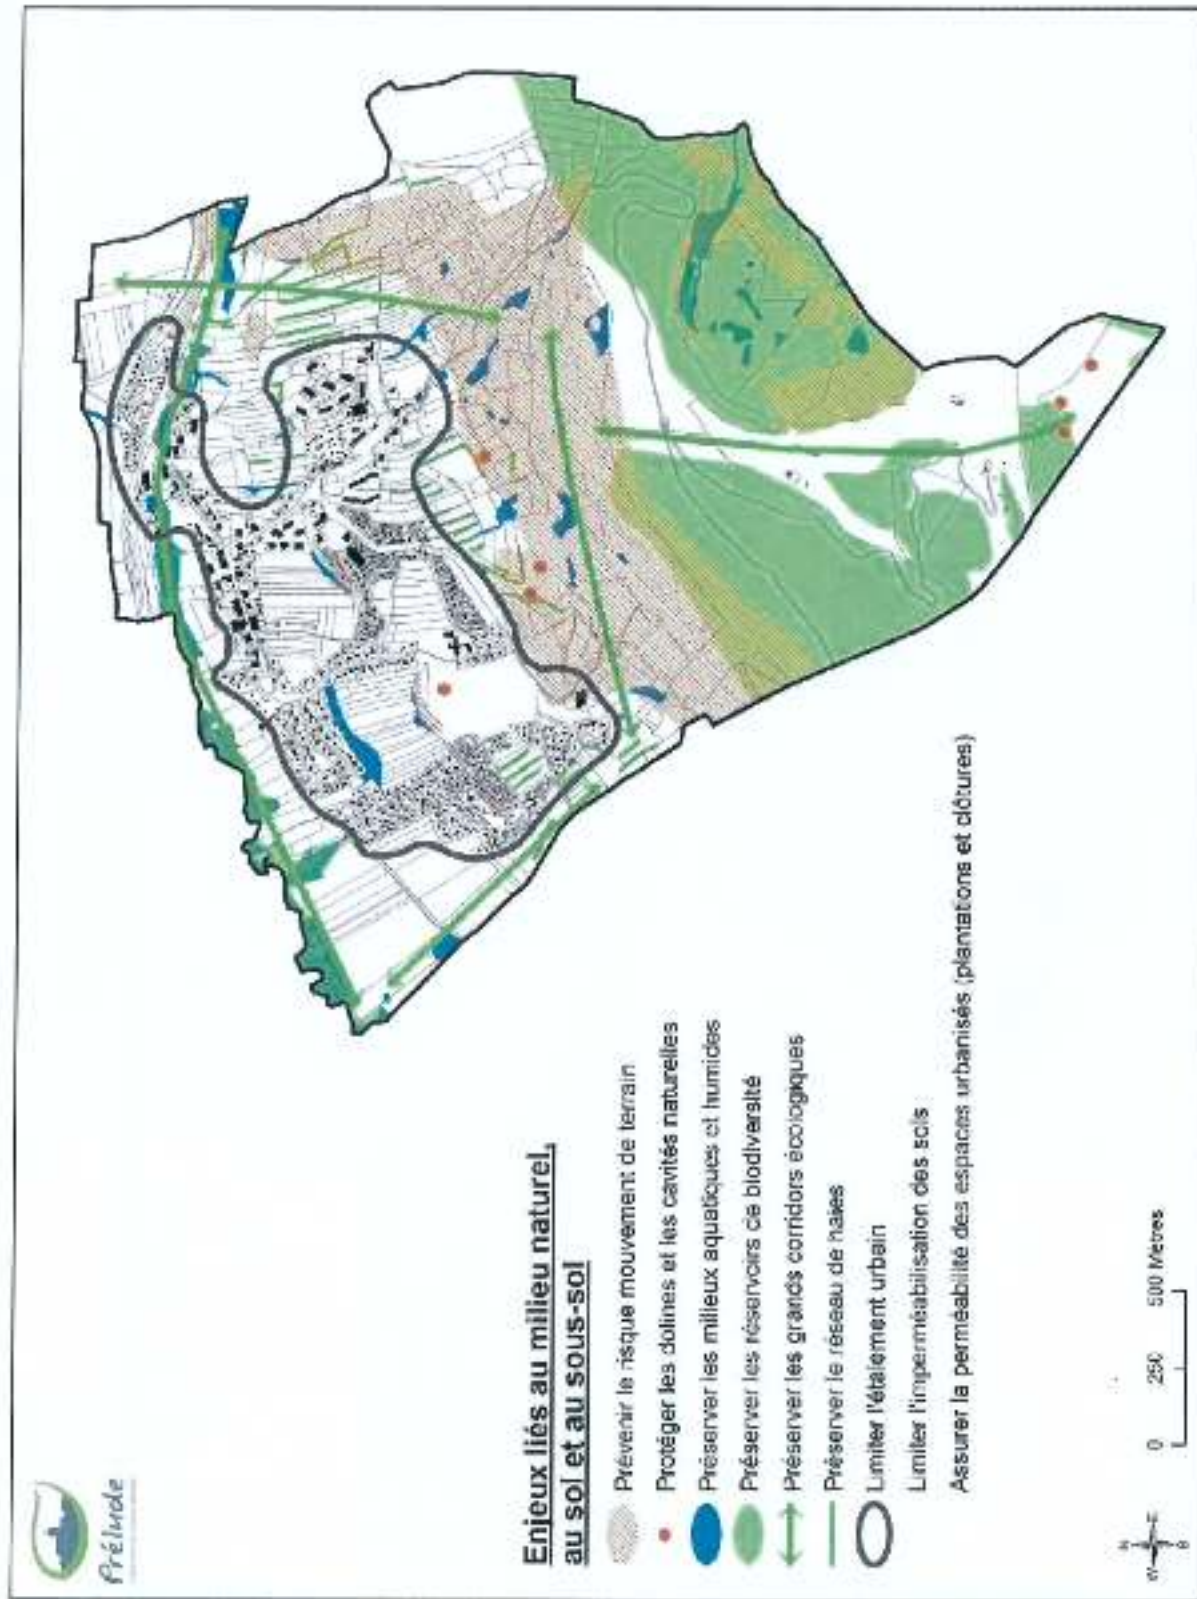 Prélude
Enjeux liés au milieu naturel,
au sol et au sous-sol
Prévenir le risque mouvement de terrain
Protéger les dolines et les cavités naturelles
Préserver les milieux aquatiques et humides
Préserver les réservoirs de biodiversité
Préserver les grands corridors écologiques
Préserver le réseau de haies
Limiter l'étalement urbain
Limiter l'imperméabilisation des sols
Assurer la perméabilité des espaces urbanisés (plantations et clôtures)
N
W E
S
0 250 500 Mètres